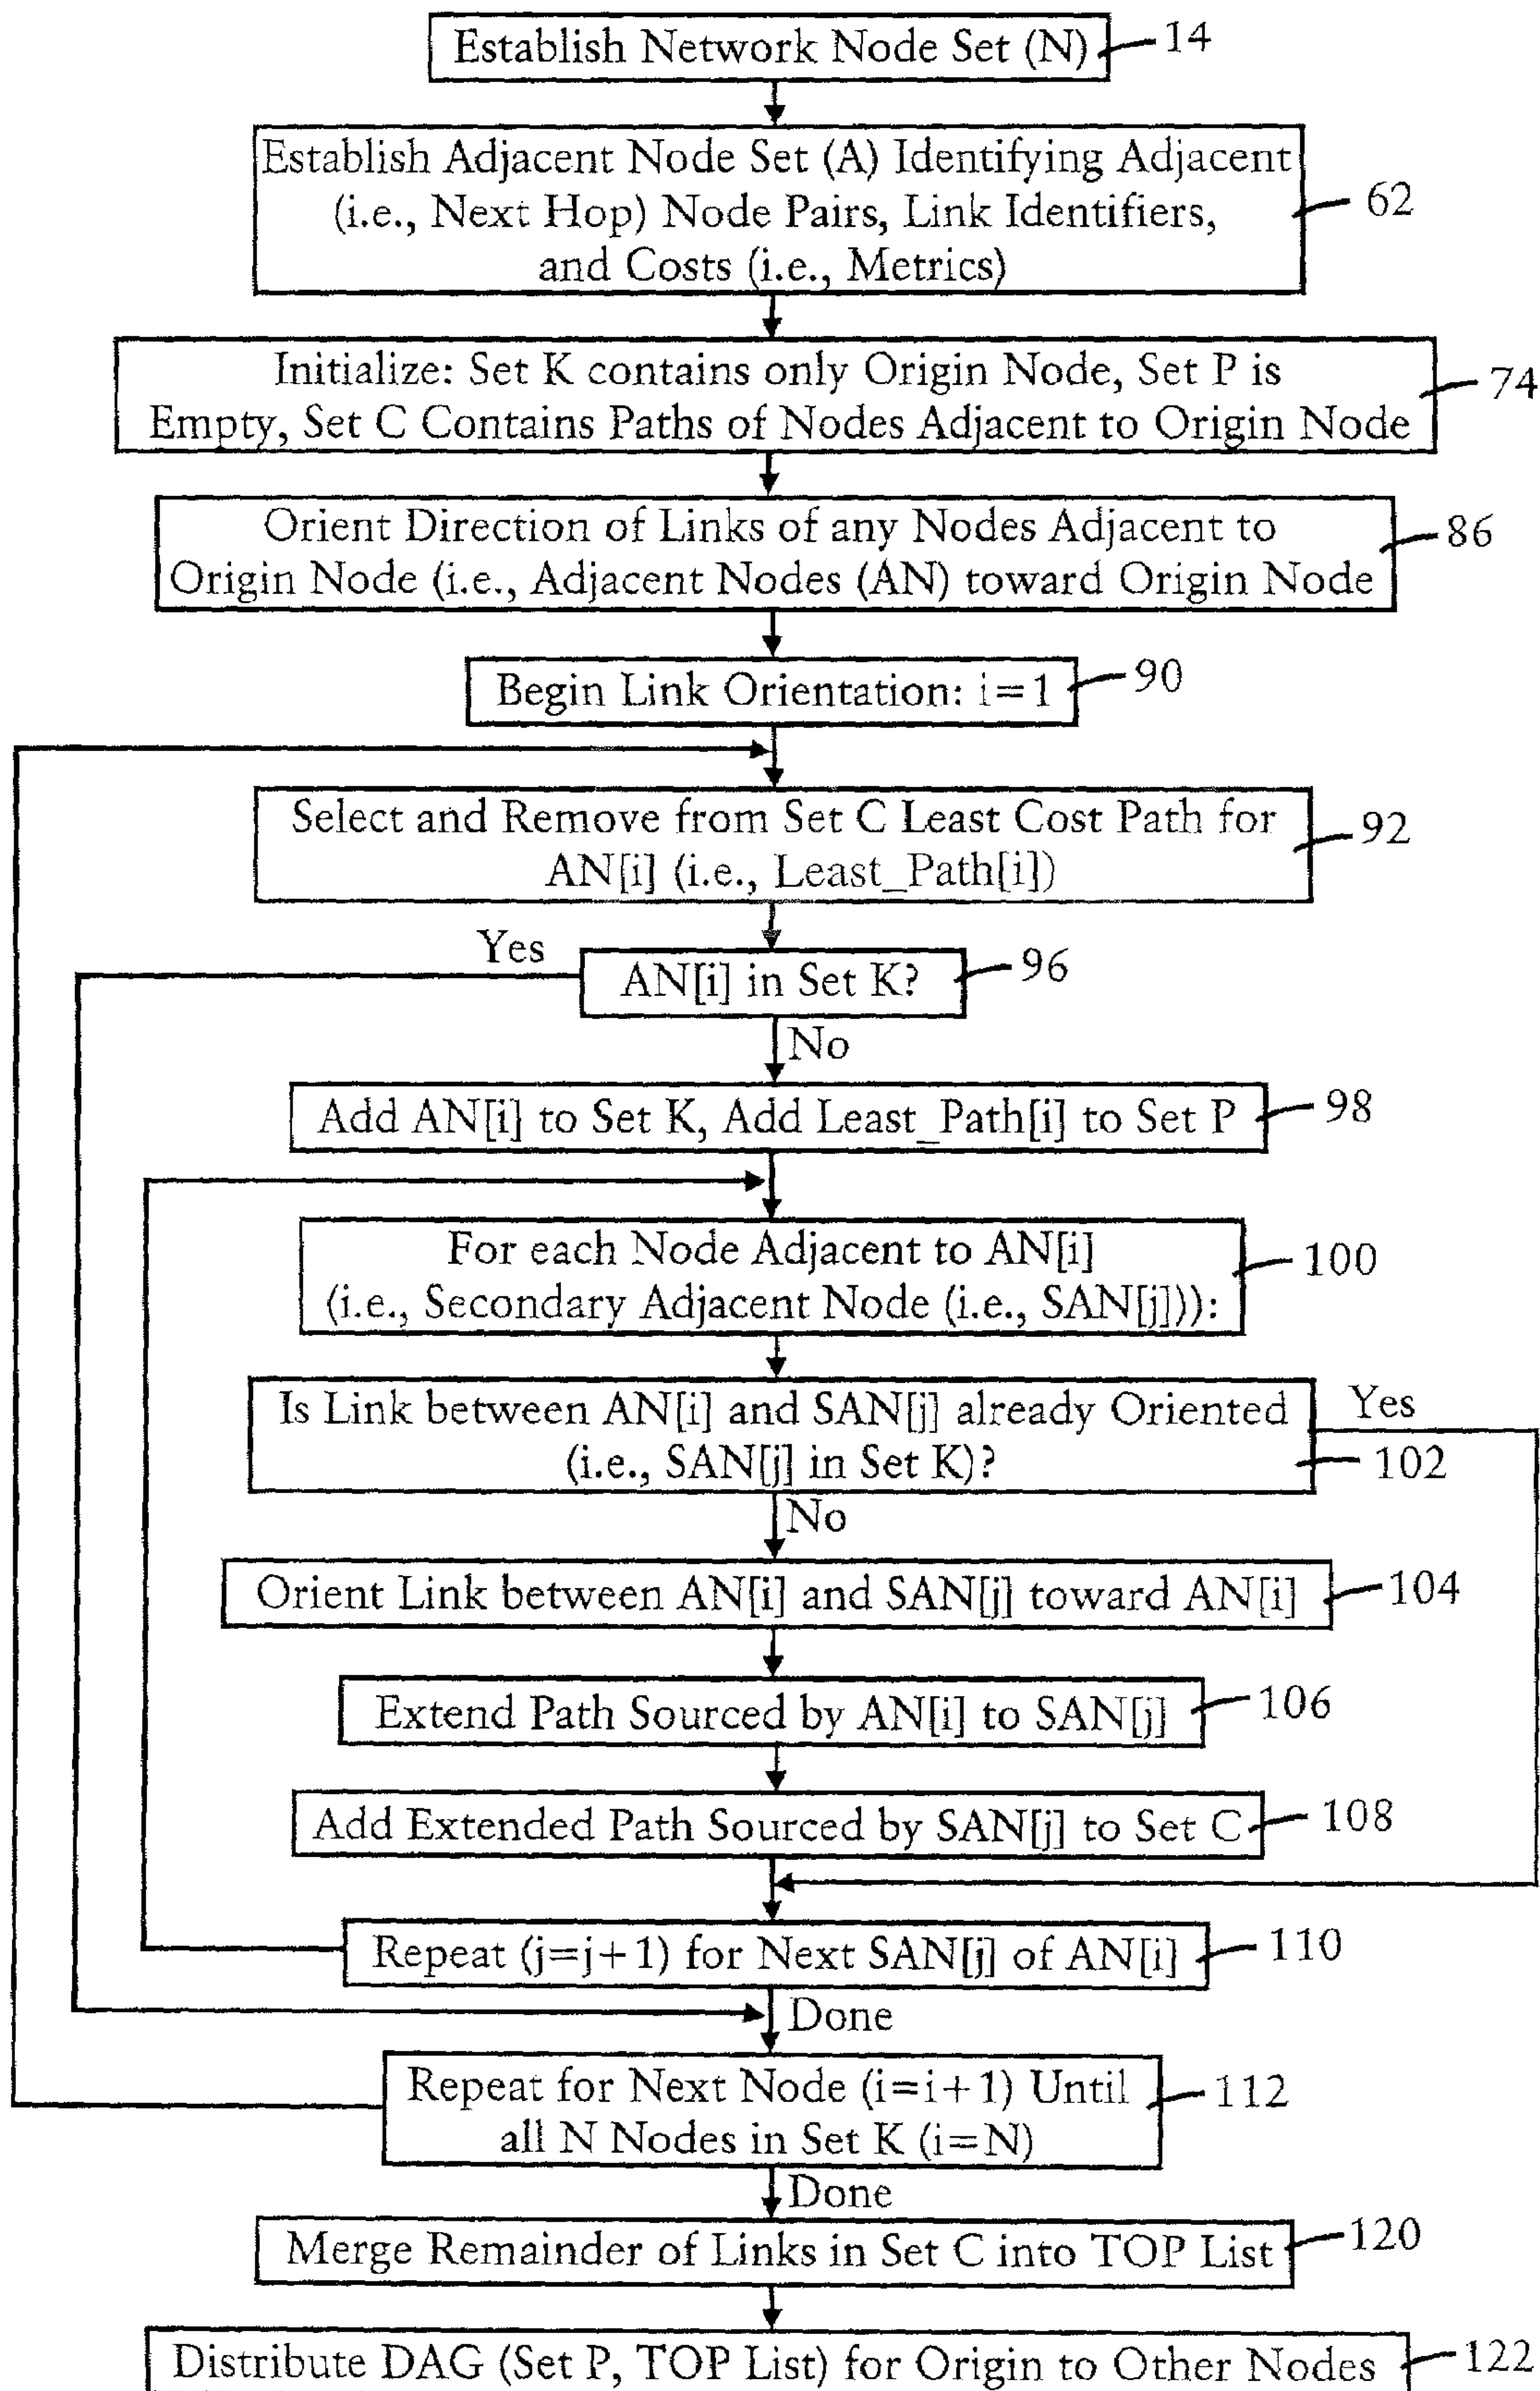 Establish Network Node Set (N) 14
Establish Adjacent Node Set (A) Identifying Adjacent
(i.e., Next Hop) Node Pairs, Link Identifiers, 62
and Costs (i.e., Metrics)
Initialize: Set K contains only Origin Node, Set P is
Empty, Set C Contains Paths of Nodes Adjacent to Origin Node 74
Orient Direction of Links of any Nodes Adjacent to
Origin Node (i.e., Adjacent Nodes (AN) toward Origin Node 86
Begin Link Orientation: i=1 90
Select and Remove from Set C Least Cost Path for
AN[i] (i.e., Least_Path[i]) 92
Yes
AN[i] in Set K? 96
No
Add AN[i] to Set K, Add Least_Path[i] to Set P 98
For each Node Adjacent to AN[i]
(i.e., Secondary Adjacent Node (i.e., SAN[j])): 100
Is Link between AN[i] and SAN[j] already Oriented Yes
(i.e., SAN[j] in Set K)? 102
No
Orient Link between AN[i] and SAN[j] toward AN[i] 104
Extend Path Sourced by AN[i] to SAN[j] 106
Add Extended Path Sourced by SAN[j] to Set C 108
Repeat (j=j+1) for Next SAN[j] of AN[i] 110
Done
Repeat for Next Node (i=i+1) Until
all N Nodes in Set K (i=N) 112
Done
Merge Remainder of Links in Set C into TOP List 120
Distribute DAG (Set P, TOP List) for Origin to Other Nodes 122